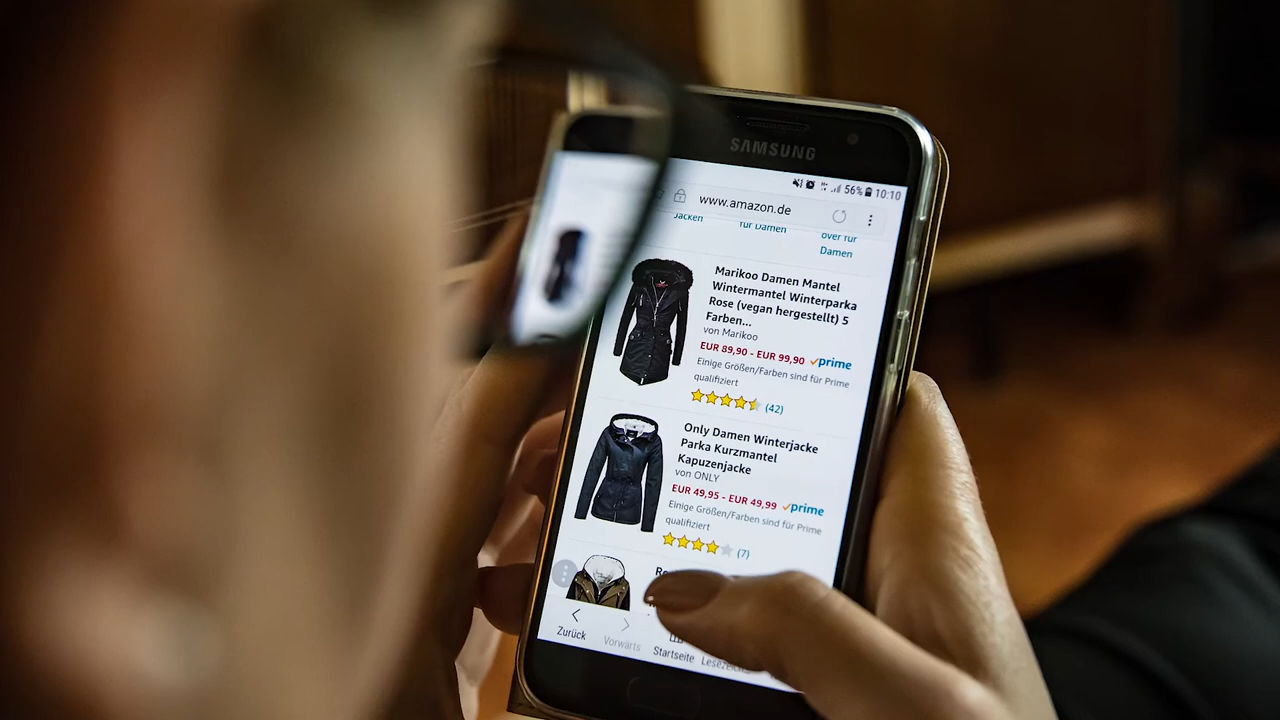 SAMSUNG
56% 10:10
www.amazon.de
Jacken
für Damen
over für
Damen
Marikoo Damen Mantel
Wintermantel Winterparka
Rose (vegan hergestellt) 5
Farben...
von Marikoo
EUR 89,90 - EUR 99,90 prime
Einige Größen/Farben sind für Prime
qualifiziert
(42)
Only Damen Winterjacke
Parka Kurzmantel
Kapuzenjacke
von ONLY
EUR 49,95 - EUR 49,99 prime
Einige Größen/Farben sind für Prime
qualifiziert
(7)
Zurück
Vorwärts
Startseite